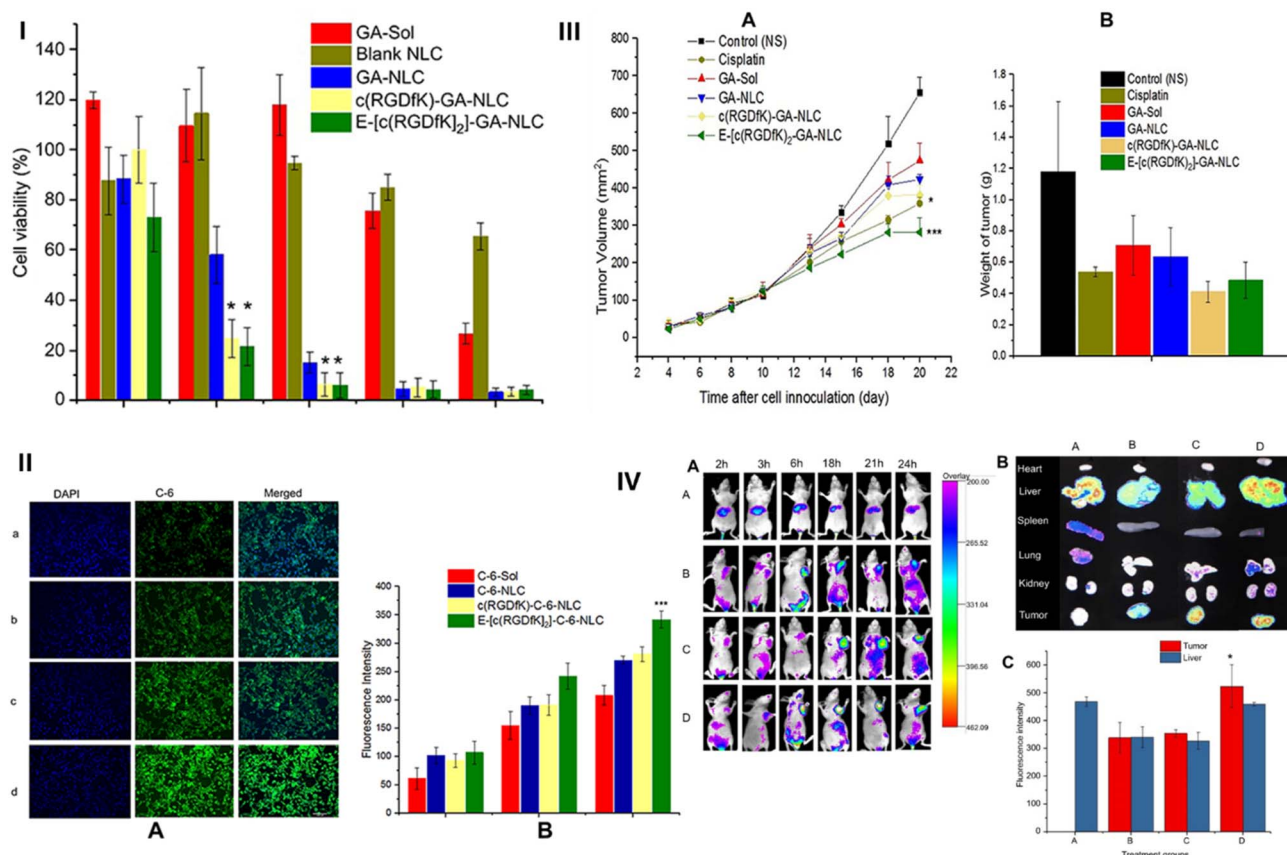 I
GA-Sol
Blank NLC
GA-NLC
c(RGDfK)-GA-NLC
E-[c(RGDfK]₂]-GA-NLC
Cell viability (%)
140
120
100
80
60
40
20
0
* *
**
III
A
Control (NS)
Cisplatin
GA-Sol
GA-NLC
c(RGDfK)-GA-NLC
E-[c(RGDfK)₂-GA-NLC
Tumor Volume (mm²)
800
700
600
500
400
300
200
100
0
*
***
2 4 6 8 10 12 14 16 18 20 22
Time after cell innoculation (day)
B
Control (NS)
Cisplatin
GA-Sol
GA-NLC
c(RGDfK)-GA-NLC
E-[c(RGDfK)₂]-GA-NLC
Weight of tumor (g)
1.8
1.6
1.4
1.2
1.0
0.8
0.6
0.4
0.2
0.0
II
DAPI C-6 Merged
a
b
c
d
A
C-6-Sol
C-6-NLC
c(RGDfK)-C-6-NLC
E-[c(RGDfK]₂]-C-6-NLC
Fluorescence Intensity
400
350
300
250
200
150
100
50
0
***
B
IV
A
2h 3h 6h 18h 21h 24h
A
B
C
D
Overlay
200.00
265.52
331.04
396.56
462.09
B
A B C D
Heart
Liver
Spleen
Lung
Kidney
Tumor
C
Tumor
Liver
Fluorescence intensity
600
500
400
300
200
100
0
*
A B C D
Treatment groups